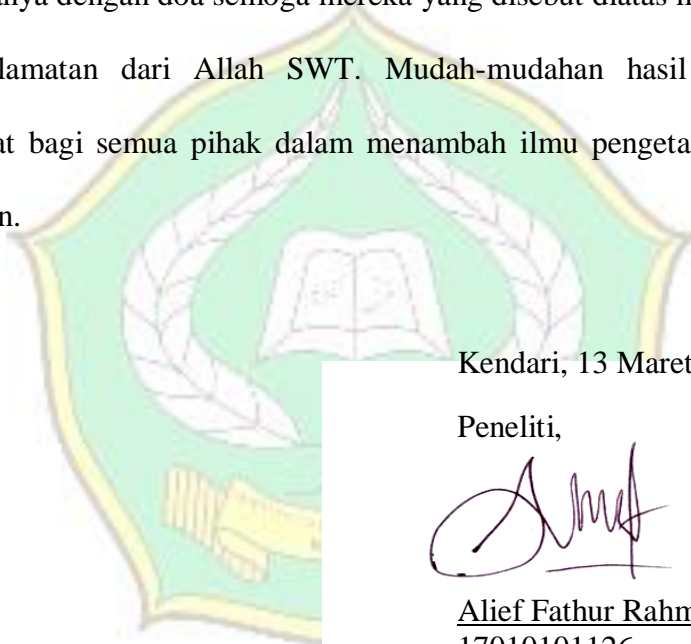 nya dengan doa semoga mereka yang disebut diatas
lamatan dari Allah SWT. Mudah-mudahan hasil
at bagi semua pihak dalam menambah ilmu pengeta
n.
Kendari, 13 Maret
Peneliti,
Alief Fathur Rahm